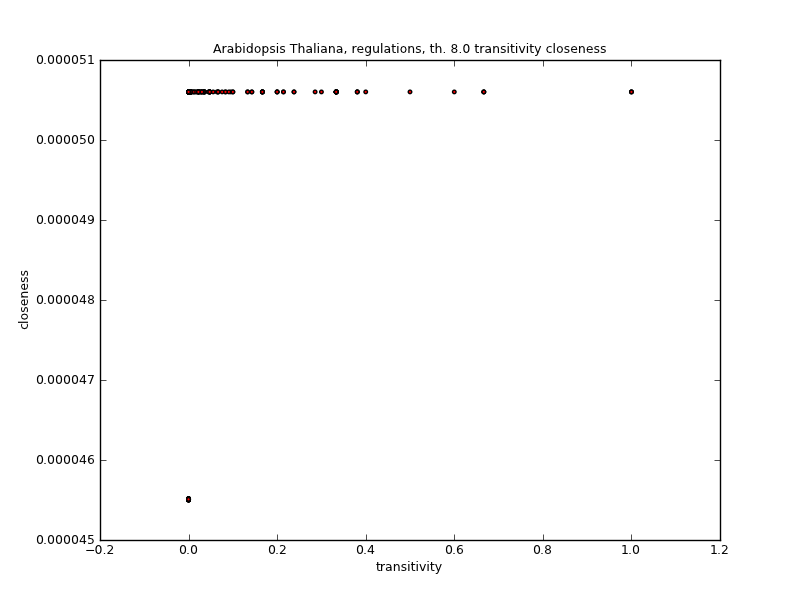 Arabidopsis Thaliana, regulations, th. 8.0 transitivity closeness
0.000051
0.000050
0.000049
0.000048
0.000047
0.000046
0.000045
closeness
−0.2 0.0 0.2 0.4 0.6 0.8 1.0 1.2
transitivity